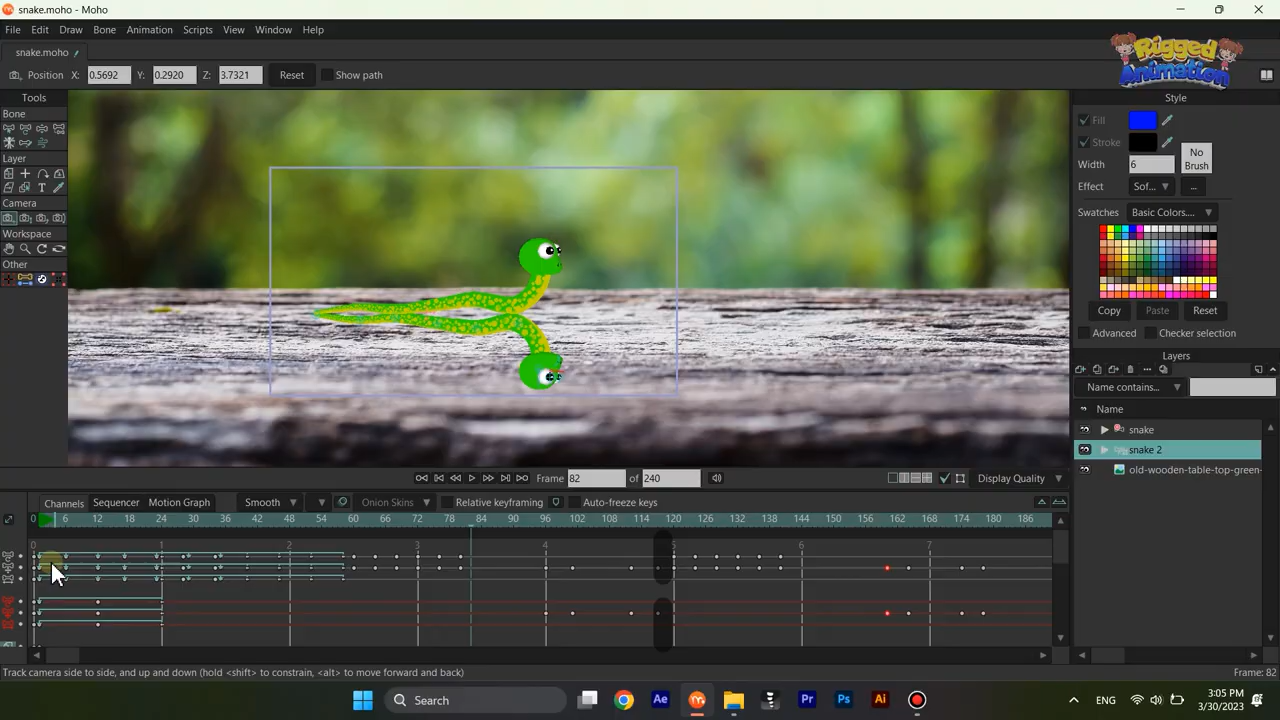 snake.moho - Moho
File Edit Draw Bone Animation Scripts View Window Help
Rigged
Animation
snake.moho
Position X: 0.5692 Y: 0.2920 Z: 3.7321 Reset Show path
Tools
Bone
Layer
T
Camera
Workspace
Other
Style
Fill
Stroke
Width 6
No
Brush
Effect Sof... ...
Swatches Basic Colors....
Copy Paste Reset
Advanced Checker selection
Layers
Name contains...
Name
snake
snake 2
old-wooden-table-top-green-
Frame 82 of 240 Display Quality
Channels Sequencer Motion Graph Smooth Onion Skins Relative keyframing Auto-freeze keys
0 6 12 18 24 30 36 42 48 54 60 66 72 78 84 90 96 102 108 114 120 126 132 138 144 150 156 162 168 174 180 186
0 1 2 3 4 5 6 7
Track camera side to side, and up and down (hold <shift> to constrain, <alt> to move forward and back)
Frame: 82
Search
Ae
Pr
Ps
Ai
ENG
3:05 PM
3/30/2023